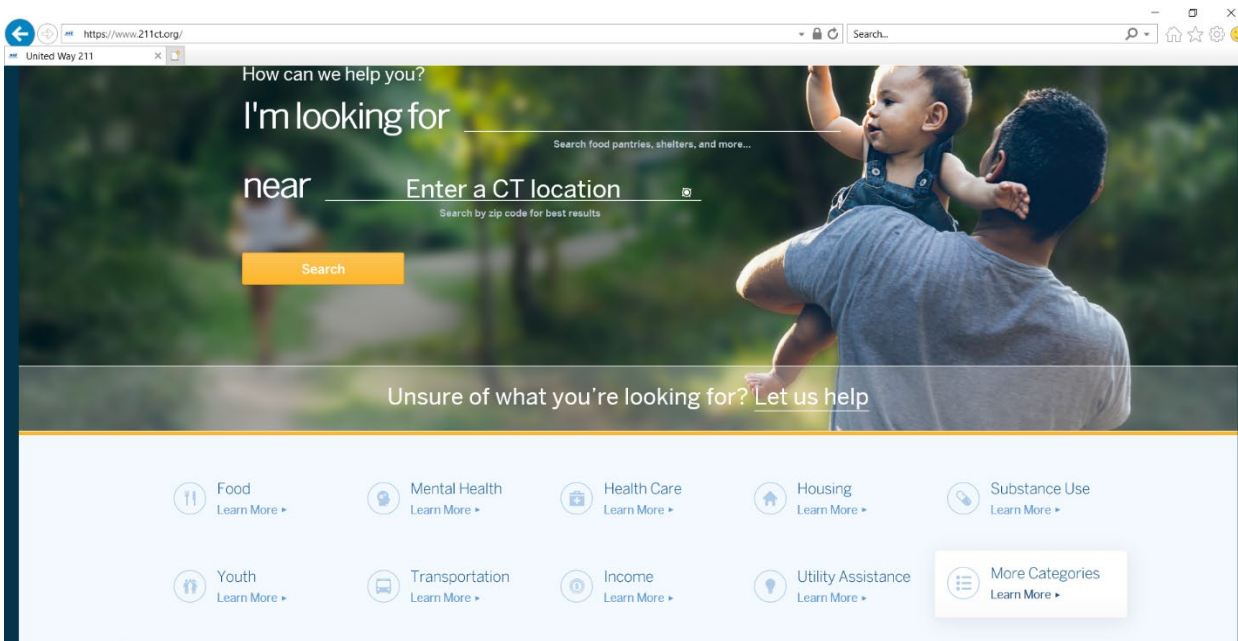 https://www.211ct.org/
Search...
United Way 211
How can we help you?
I'm looking for
Search food pantries, shelters, and more...
near Enter a CT location
Search by zip code for best results
Search
Unsure of what you're looking for? Let us help
Food
Learn More ▸
Mental Health
Learn More ▸
Health Care
Learn More ▸
Housing
Learn More ▸
Substance Use
Learn More ▸
Youth
Learn More ▸
Transportation
Learn More ▸
Income
Learn More ▸
Utility Assistance
Learn More ▸
More Categories
Learn More ▸